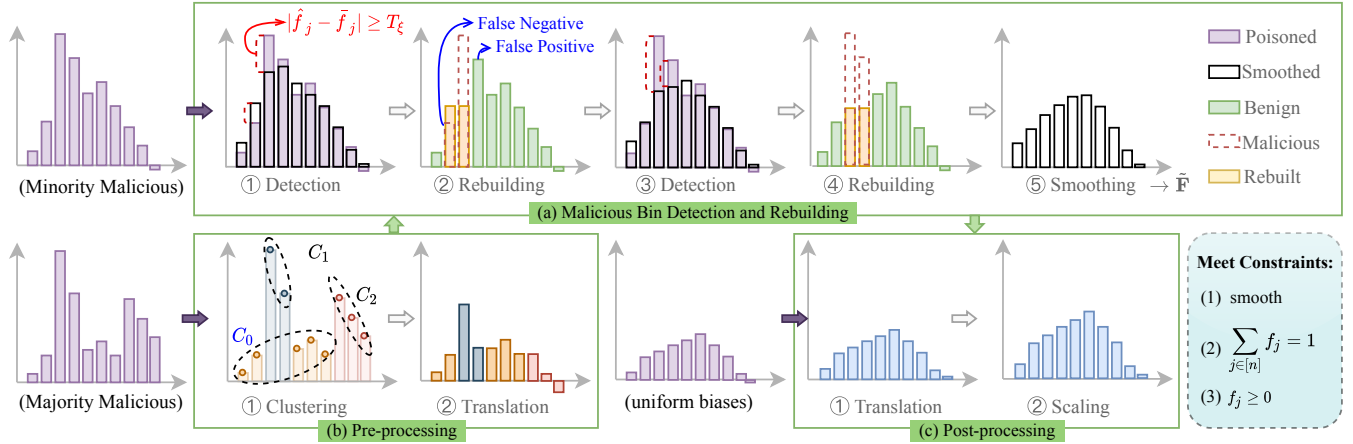 |f̂_j − f̄_j| ≥ T_ξ
False Negative
False Positive
Poisoned
Smoothed
Benign
Malicious
Rebuilt
(Minority Malicious)
① Detection
② Rebuilding
③ Detection
④ Rebuilding
⑤ Smoothing → F̃
(a) Malicious Bin Detection and Rebuilding
C_1
C_2
C_0
(Majority Malicious)
① Clustering
② Translation
(b) Pre-processing
(uniform biases)
① Translation
② Scaling
(c) Post-processing
Meet Constraints:
(1) smooth
(2) ∑_{j∈[n]} f_j = 1
(3) f_j ≥ 0